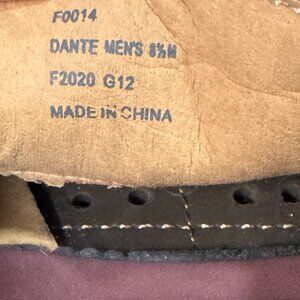 F0014
DANTE MEN'S 8½M
F2020 G12
MADE IN CHINA